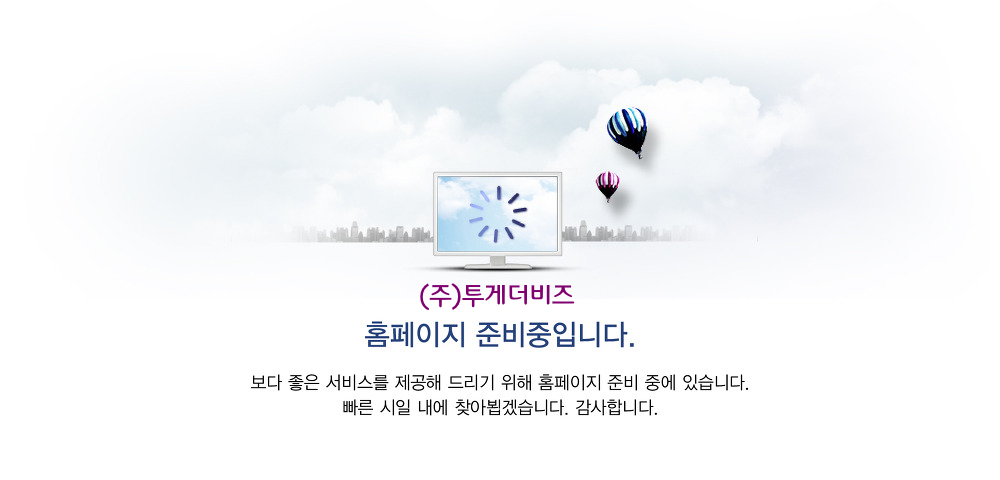 (주)투게더비즈
홈페이지 준비중입니다.
보다 좋은 서비스를 제공해 드리기 위해 홈페이지 준비 중에 있습니다.
빠른 시일 내에 찾아뵙겠습니다. 감사합니다.